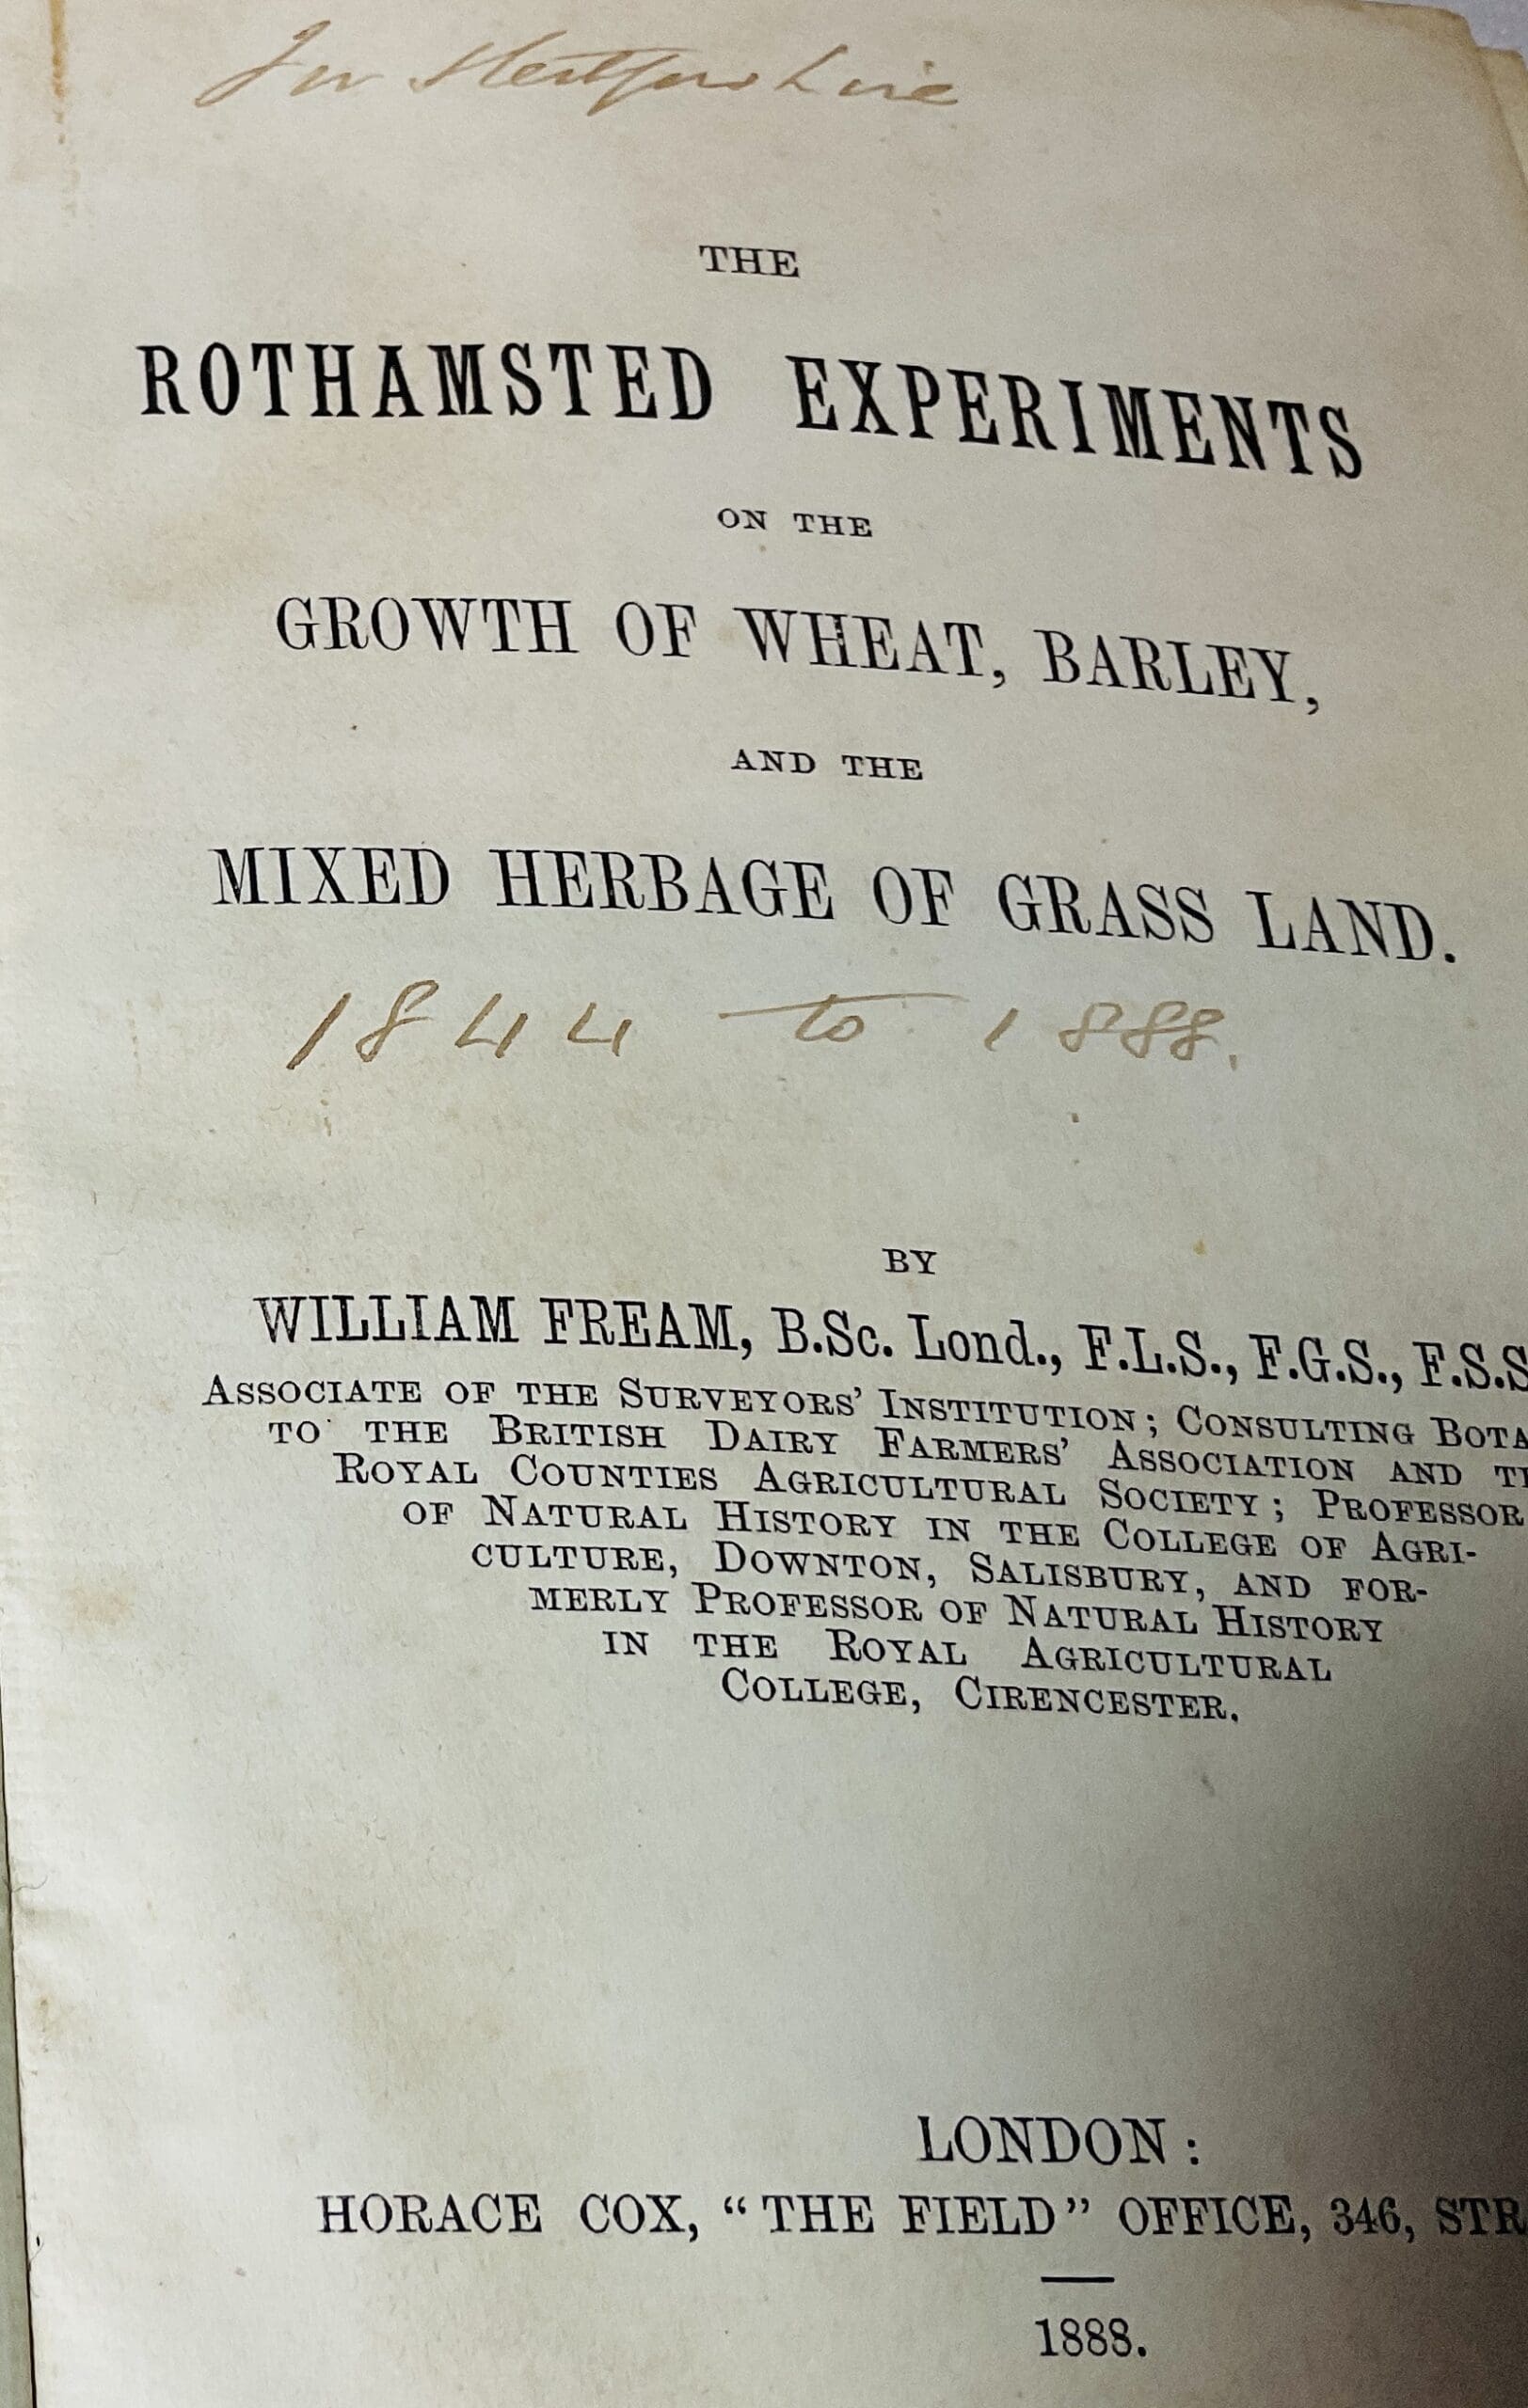 In Hertfordshire
THE
ROTHAMSTED EXPERIMENTS
ON THE
GROWTH OF WHEAT, BARLEY,
AND THE
MIXED HERBAGE OF GRASS LAND.
1844 to 1888.
BY
WILLIAM FREAM, B.Sc. Lond., F.L.S., F.G.S., F.S.S
ASSOCIATE OF THE SURVEYORS' INSTITUTION; CONSULTING BOTA
TO THE BRITISH DAIRY FARMERS' ASSOCIATION AND TH
ROYAL COUNTIES AGRICULTURAL SOCIETY; PROFESSOR
OF NATURAL HISTORY IN THE COLLEGE OF AGRI-
CULTURE, DOWNTON, SALISBURY, AND FOR-
MERLY PROFESSOR OF NATURAL HISTORY
IN THE ROYAL AGRICULTURAL
COLLEGE, CIRENCESTER.
LONDON:
HORACE COX, "THE FIELD" OFFICE, 346, STR
1888.